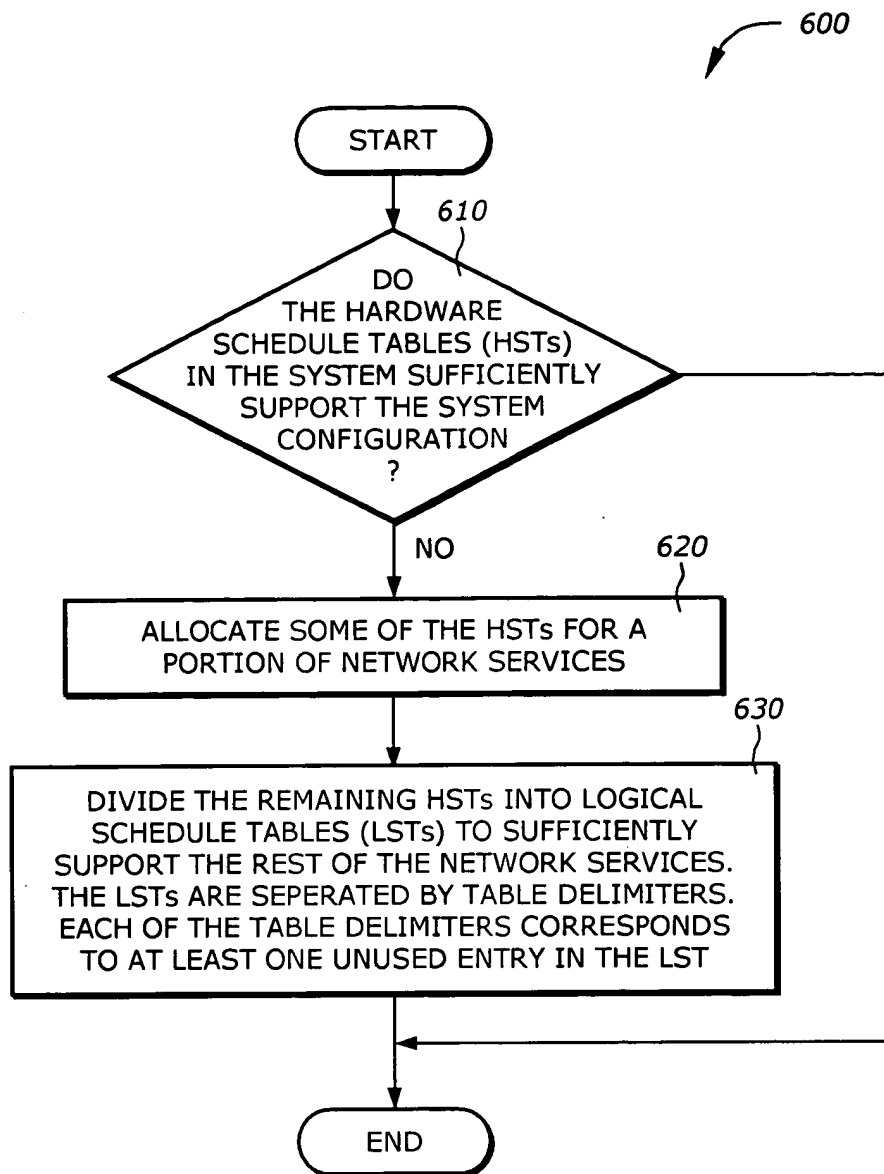 600
START
610
DO
THE HARDWARE
SCHEDULE TABLES (HSTs)
IN THE SYSTEM SUFFICIENTLY
SUPPORT THE SYSTEM
CONFIGURATION
?
NO
620
ALLOCATE SOME OF THE HSTs FOR A
PORTION OF NETWORK SERVICES
630
DIVIDE THE REMAINING HSTs INTO LOGICAL
SCHEDULE TABLES (LSTs) TO SUFFICIENTLY
SUPPORT THE REST OF THE NETWORK SERVICES.
THE LSTs ARE SEPERATED BY TABLE DELIMITERS.
EACH OF THE TABLE DELIMITERS CORRESPONDS
TO AT LEAST ONE UNUSED ENTRY IN THE LST
END